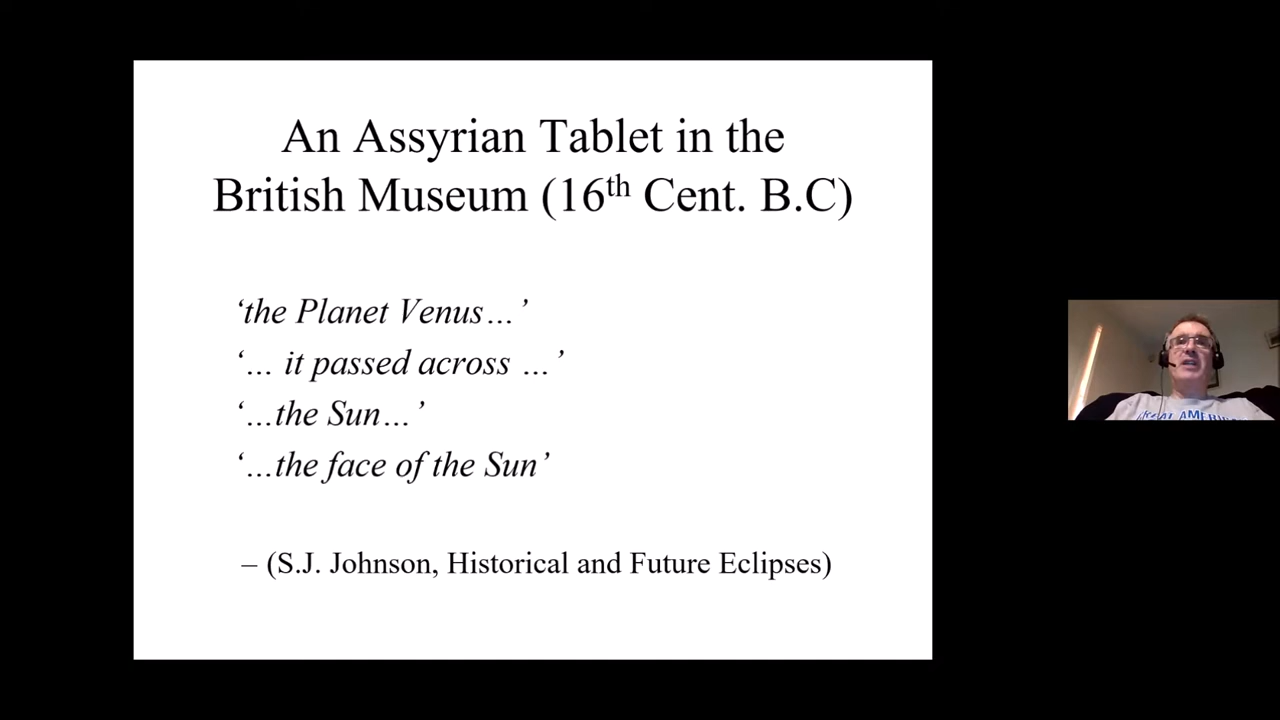 An Assyrian Tablet in the
British Museum (16th Cent. B.C)
‘the Planet Venus…’
‘… it passed across …’
‘…the Sun…’
‘…the face of the Sun’
– (S.J. Johnson, Historical and Future Eclipses)